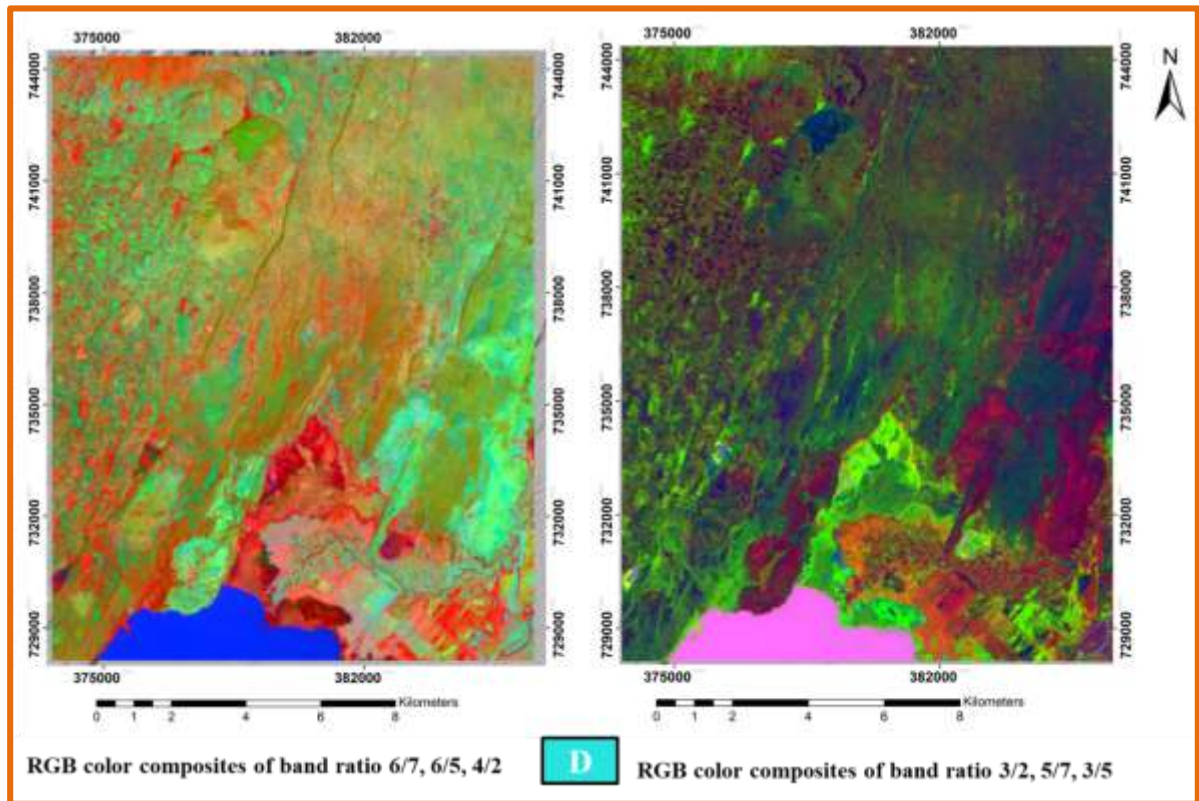 375000 382000
375000 382000
N
744000 741000 738000 735000 732000 729000
744000 741000 738000 735000 732000 729000
744000 741000 738000 735000 732000 729000
744000 741000 738000 735000 732000 729000
375000 382000
375000 382000
Kilometers
0 1 2 4 6 8
Kilometers
0 1 2 4 6 8
RGB color composites of band ratio 6/7, 6/5, 4/2
D
RGB color composites of band ratio 3/2, 5/7, 3/5